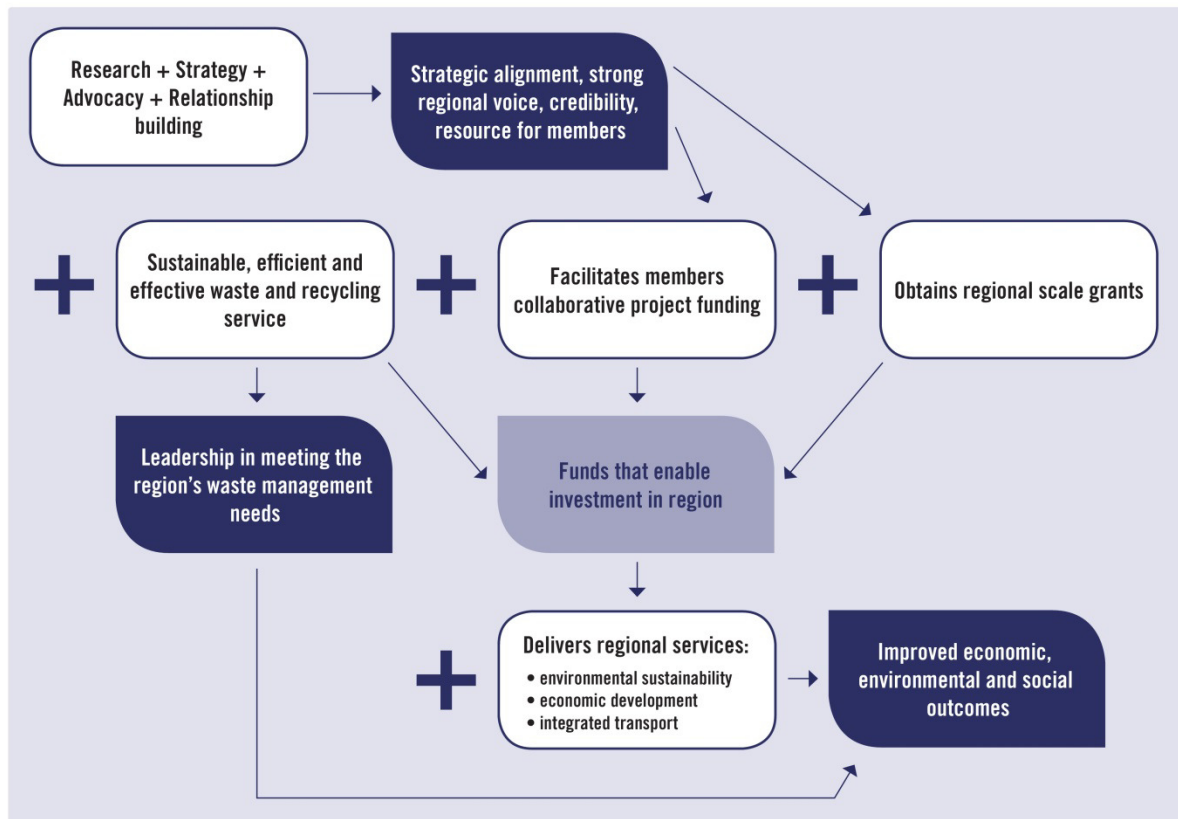 Research + Strategy +
Advocacy + Relationship
building
Strategic alignment, strong
regional voice, credibility,
resource for members
+
Sustainable, efficient and
effective waste and recycling
service
+
Facilitates members
collaborative project funding
+
Obtains regional scale grants
Leadership in meeting the
region’s waste management
needs
Funds that enable
investment in region
+
Delivers regional services:
• environmental sustainability
• economic development
• integrated transport
Improved economic,
environmental and social
outcomes